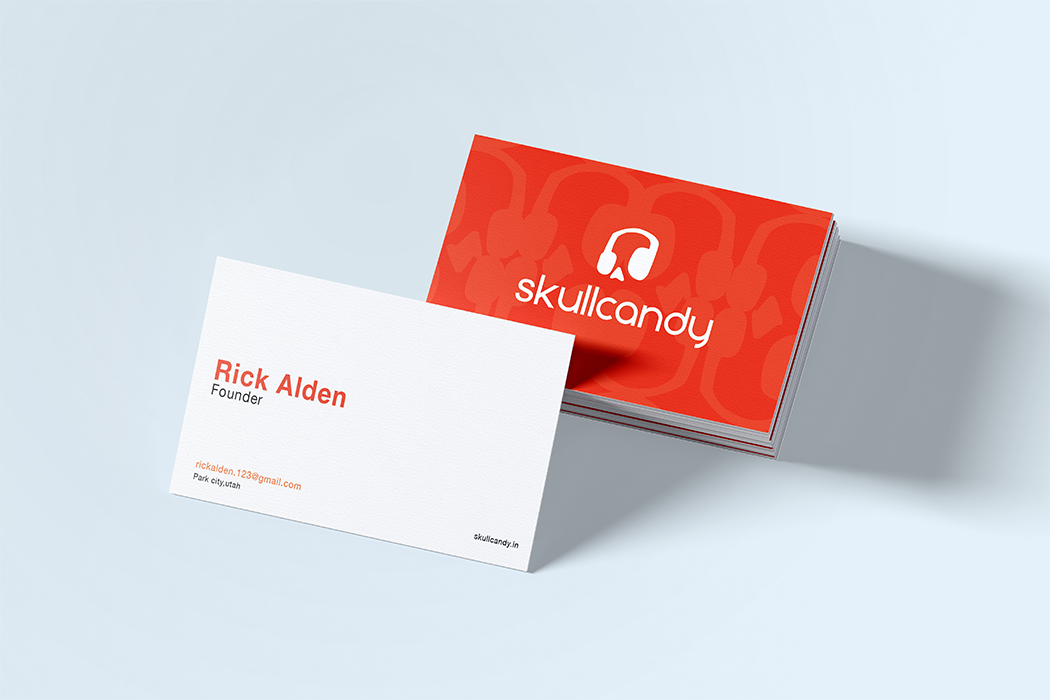 Rick Alden
Founder
rickalden.123@gmail.com
Park city,utah
skullcandy.in
skullcandy